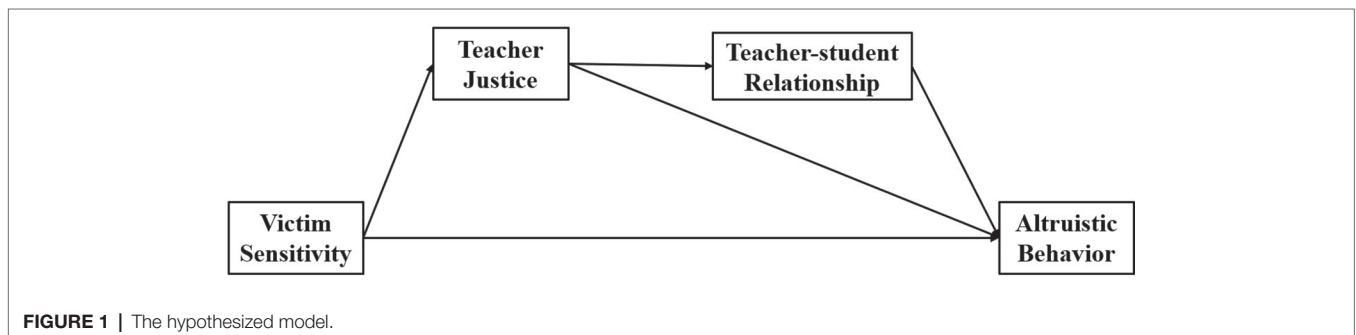 Teacher
Justice
Teacher-student
Relationship
Victim
Sensitivity
Altruistic
Behavior
FIGURE 1 | The hypothesized model.